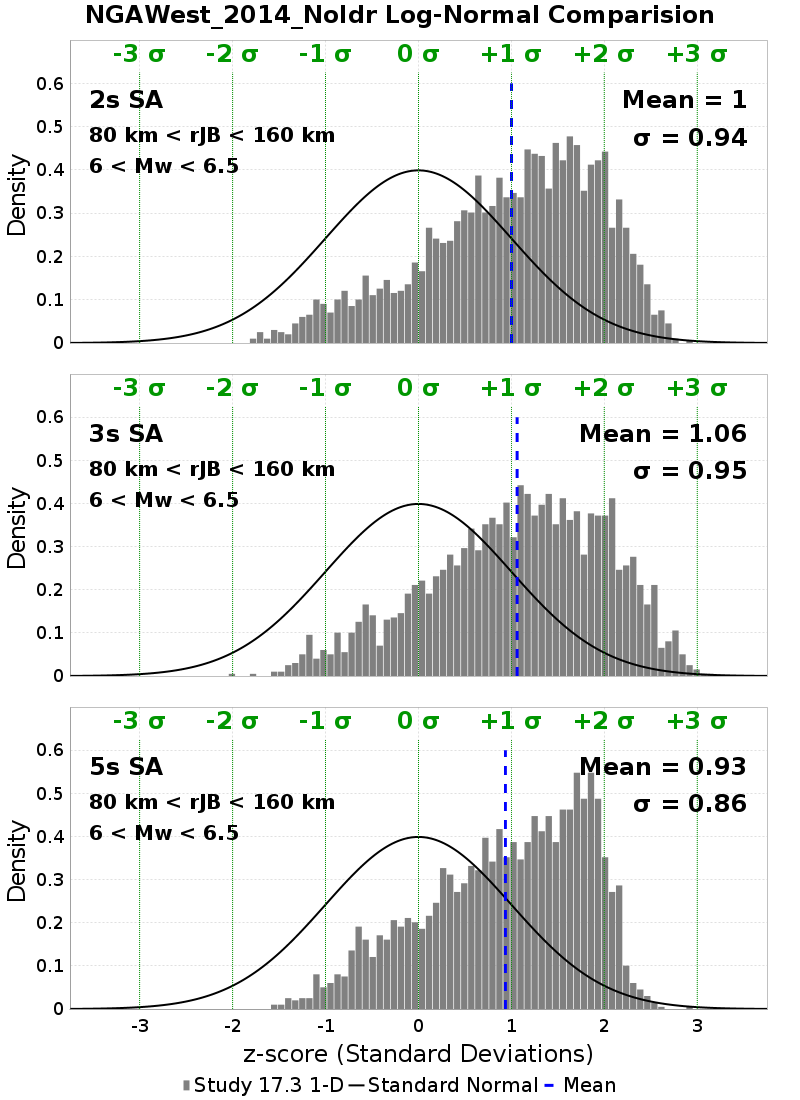 NGAWest_2014_NoIdr Log-Normal Comparision
-3 σ -2 σ -1 σ 0 σ +1 σ +2 σ +3 σ
0.6
2s SA Mean = 1
0.5
80 km < rJB < 160 km σ = 0.94
0.4
6 < Mw < 6.5
0.3
0.2
0.1
0
Density
-3 σ -2 σ -1 σ 0 σ +1 σ +2 σ +3 σ
0.6
3s SA Mean = 1.06
0.5
80 km < rJB < 160 km σ = 0.95
0.4
6 < Mw < 6.5
0.3
0.2
0.1
0
Density
-3 σ -2 σ -1 σ 0 σ +1 σ +2 σ +3 σ
0.6
5s SA Mean = 0.93
0.5
80 km < rJB < 160 km σ = 0.86
0.4
6 < Mw < 6.5
0.3
0.2
0.1
0
Density
-3 -2 -1 0 1 2 3
z-score (Standard Deviations)
Study 17.3 1-D Standard Normal Mean